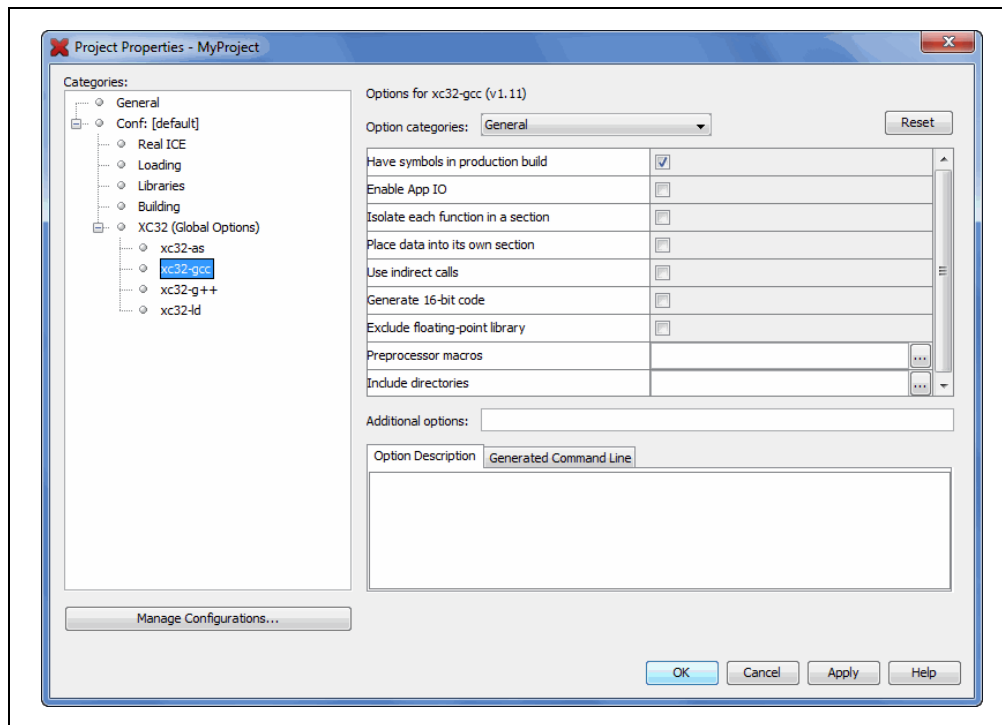 Project Properties - MyProject
Categories:
General
Conf: [default]
Real ICE
Loading
Libraries
Building
XC32 (Global Options)
xc32-as
xc32-gcc
xc32-g++
xc32-ld
Manage Configurations...
Options for xc32-gcc (v1.11)
Option categories: General
Reset
Have symbols in production build
Enable App IO
Isolate each function in a section
Place data into its own section
Use indirect calls
Generate 16-bit code
Exclude floating-point library
Preprocessor macros ...
Include directories ...
Additional options:
Option Description Generated Command Line
OK Cancel Apply Help